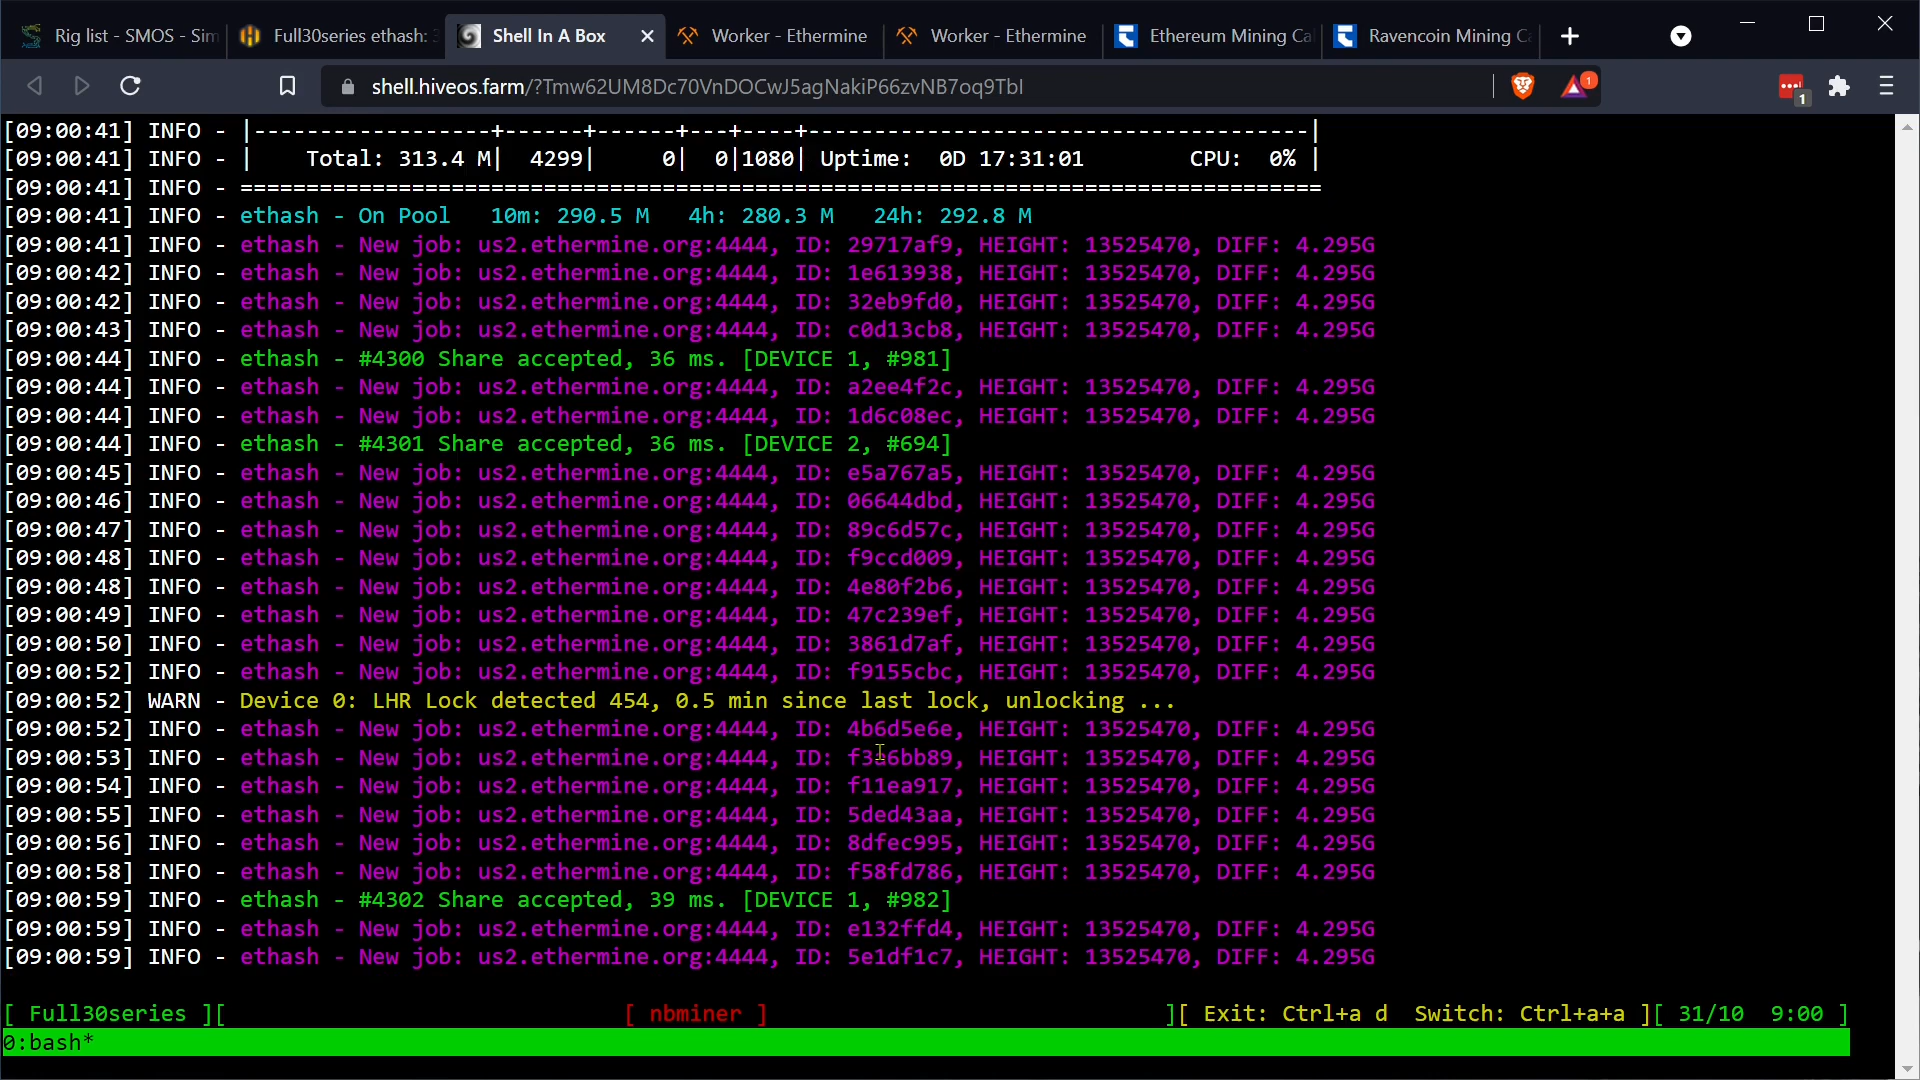 Rig list - SMOS - Sim
Full30series ethash: 3
Shell In A Box
Worker - Ethermine
Worker - Ethermine
Ethereum Mining Ca
Ravencoin Mining C
shell.hiveos.farm/?Tmw62UM8Dc70VnDOCwJ5agNakiP66zvNB7oq9TbI
1
1
[09:00:41] INFO - |------------------+------+------+---+----+--------------------------------------|
[09:00:41] INFO - |    Total: 313.4 M|  4299|     0|  0|1080| Uptime:  0D 17:31:01        CPU:  0% |
[09:00:41] INFO - ==================================================================================
[09:00:41] INFO - ethash - On Pool   10m: 290.5 M   4h: 280.3 M   24h: 292.8 M
[09:00:41] INFO - ethash - New job: us2.ethermine.org:4444, ID: 29717af9, HEIGHT: 13525470, DIFF: 4.295G
[09:00:42] INFO - ethash - New job: us2.ethermine.org:4444, ID: 1e613938, HEIGHT: 13525470, DIFF: 4.295G
[09:00:42] INFO - ethash - New job: us2.ethermine.org:4444, ID: 32eb9fd0, HEIGHT: 13525470, DIFF: 4.295G
[09:00:43] INFO - ethash - New job: us2.ethermine.org:4444, ID: c0d13cb8, HEIGHT: 13525470, DIFF: 4.295G
[09:00:44] INFO - ethash - #4300 Share accepted, 36 ms. [DEVICE 1, #981]
[09:00:44] INFO - ethash - New job: us2.ethermine.org:4444, ID: a2ee4f2c, HEIGHT: 13525470, DIFF: 4.295G
[09:00:44] INFO - ethash - New job: us2.ethermine.org:4444, ID: 1d6c08ec, HEIGHT: 13525470, DIFF: 4.295G
[09:00:44] INFO - ethash - #4301 Share accepted, 36 ms. [DEVICE 2, #694]
[09:00:45] INFO - ethash - New job: us2.ethermine.org:4444, ID: e5a767a5, HEIGHT: 13525470, DIFF: 4.295G
[09:00:46] INFO - ethash - New job: us2.ethermine.org:4444, ID: 06644dbd, HEIGHT: 13525470, DIFF: 4.295G
[09:00:47] INFO - ethash - New job: us2.ethermine.org:4444, ID: 89c6d57c, HEIGHT: 13525470, DIFF: 4.295G
[09:00:48] INFO - ethash - New job: us2.ethermine.org:4444, ID: f9ccd009, HEIGHT: 13525470, DIFF: 4.295G
[09:00:48] INFO - ethash - New job: us2.ethermine.org:4444, ID: 4e80f2b6, HEIGHT: 13525470, DIFF: 4.295G
[09:00:49] INFO - ethash - New job: us2.ethermine.org:4444, ID: 47c239ef, HEIGHT: 13525470, DIFF: 4.295G
[09:00:50] INFO - ethash - New job: us2.ethermine.org:4444, ID: 3861d7af, HEIGHT: 13525470, DIFF: 4.295G
[09:00:52] INFO - ethash - New job: us2.ethermine.org:4444, ID: f9155cbc, HEIGHT: 13525470, DIFF: 4.295G
[09:00:52] WARN - Device 0: LHR Lock detected 454, 0.5 min since last lock, unlocking ...
[09:00:52] INFO - ethash - New job: us2.ethermine.org:4444, ID: 4b6d5e6e, HEIGHT: 13525470, DIFF: 4.295G
[09:00:53] INFO - ethash - New job: us2.ethermine.org:4444, ID: HEIGHT: 13525470, DIFF: 4.295G
[09:00:54] INFO - ethash - New job: us2.ethermine.org:4444, ID: f11ea917, HEIGHT: 13525470, DIFF: 4.295G
[09:00:55] INFO - ethash - New job: us2.ethermine.org:4444, ID: 5ded43aa, HEIGHT: 13525470, DIFF: 4.295G
[09:00:56] INFO - ethash - New job: us2.ethermine.org:4444, ID: 8dfec995, HEIGHT: 13525470, DIFF: 4.295G
[09:00:58] INFO - ethash - New job: us2.ethermine.org:4444, ID: f58fd786, HEIGHT: 13525470, DIFF: 4.295G
[09:00:59] INFO - ethash - #4302 Share accepted, 39 ms. [DEVICE 1, #982]
[09:00:59] INFO - ethash - New job: us2.ethermine.org:4444, ID: e132ffd4, HEIGHT: 13525470, DIFF: 4.295G
[09:00:59] INFO - ethash - New job: us2.ethermine.org:4444, ID: 5e1df1c7, HEIGHT: 13525470, DIFF: 4.295G
[ Full30series ][ [ nbminer ] ][ Exit: Ctrl+a d  Switch: Ctrl+a+a ][ 31/10  9:00 ]
0:bash*